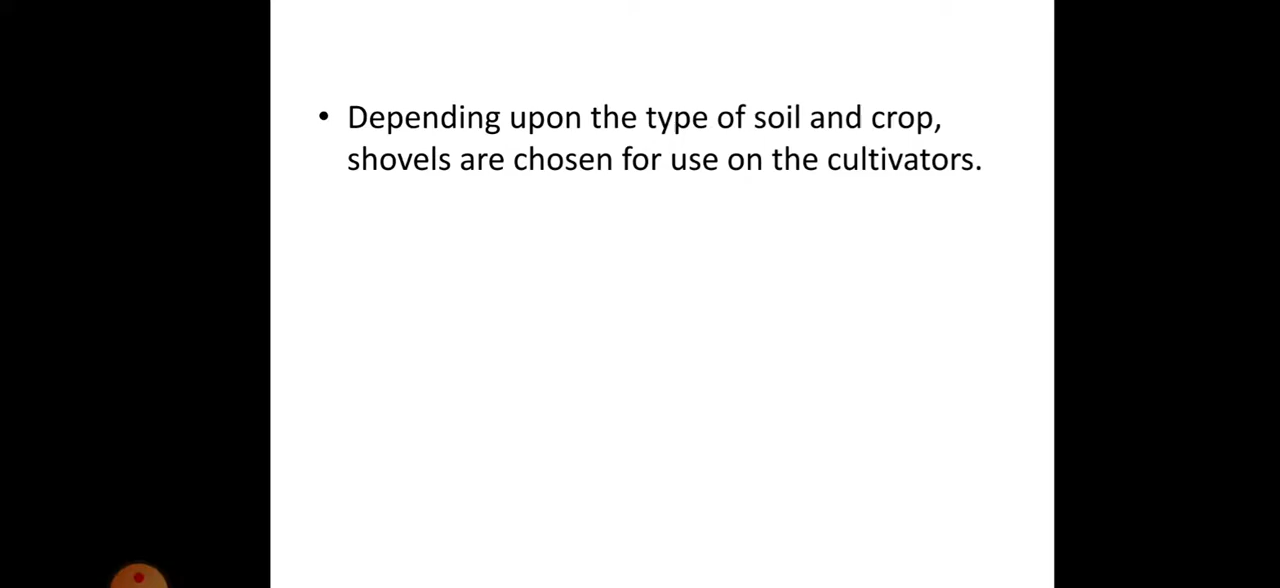 • Depending upon the type of soil and crop,
shovels are chosen for use on the cultivators.